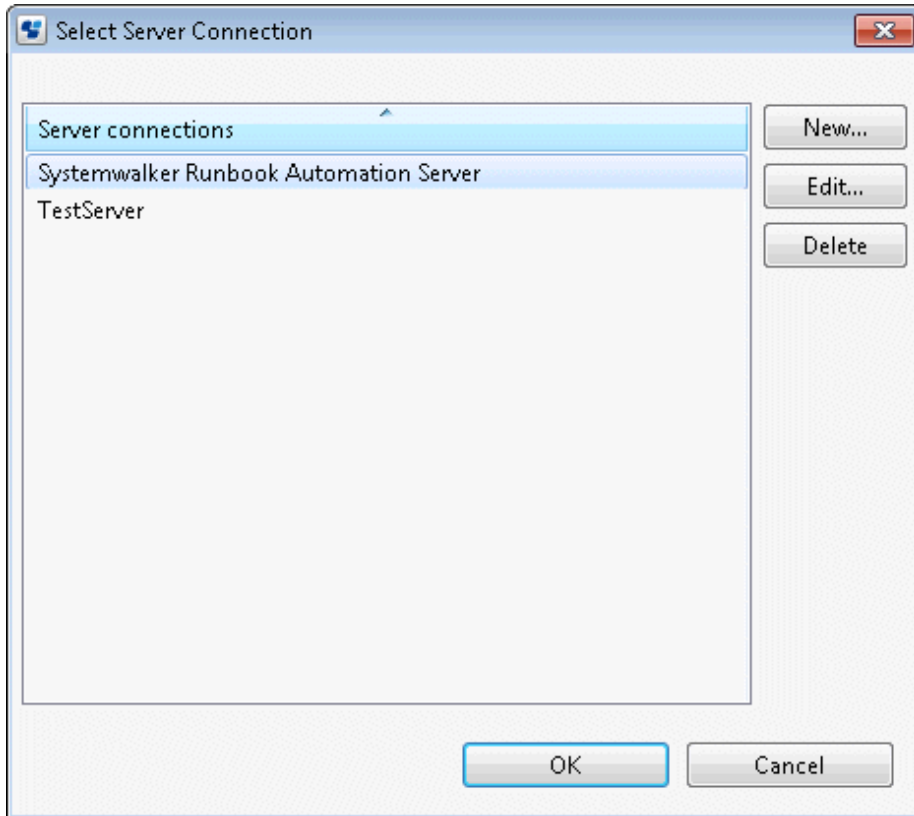 Select Server Connection
Server connections
Systemwalker Runbook Automation Server
TestServer
New...
Edit...
Delete
OK
Cancel